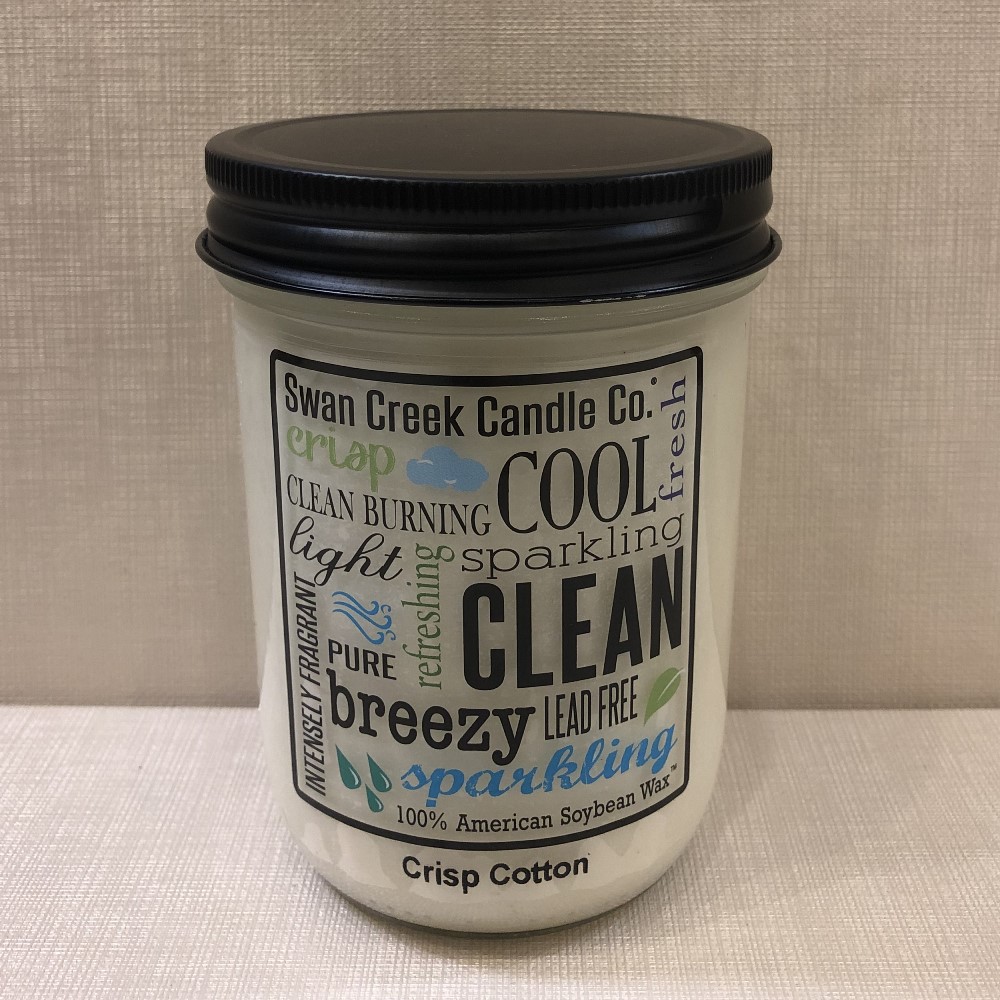 Swan Creek Candle Co.
fresh
crisp
COOL
CLEAN BURNING
sparkling
light
refreshing
CLEAN
INTENSELY FRAGRANT
PURE
breezy
LEAD FREE
sparkling
100% American Soybean Wax™
Crisp Cotton